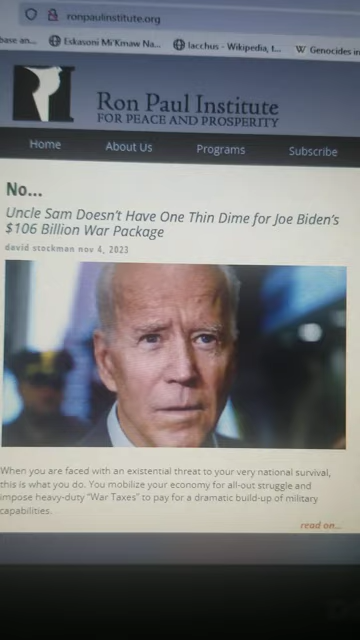 ronpaulinstitute.org
Eskasoni Mi'Kmaw Na... Iacchus - Wikipedia, t... W Genocides in
Ron Paul Institute
FOR PEACE AND PROSPERITY
Home About Us Programs Subscribe
No...
Uncle Sam Doesn't Have One Thin Dime for Joe Biden's
$106 Billion War Package
david stockman nov 4, 2023
When you are faced with an existential threat to your very national survival,
this is what you do. You mobilize your economy for all-out struggle and
impose heavy-duty "War Taxes" to pay for a dramatic build-up of military
capabilities.
read on...